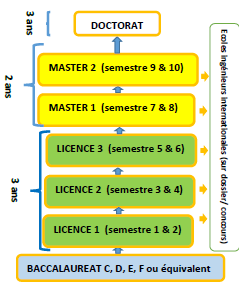 3 ans
DOCTORAT
2 ans
MASTER 2 (semestre 9 & 10)
MASTER 1 (semestre 7 & 8)
3 ans
LICENCE 3 (semestre 5 & 6)
LICENCE 2 (semestre 3 & 4)
LICENCE 1 (semestre 1 & 2)
BACCALAUREAT C, D, E, F ou équivalent
Ecoles ingénieurs internationales (sur dossier/ concours)